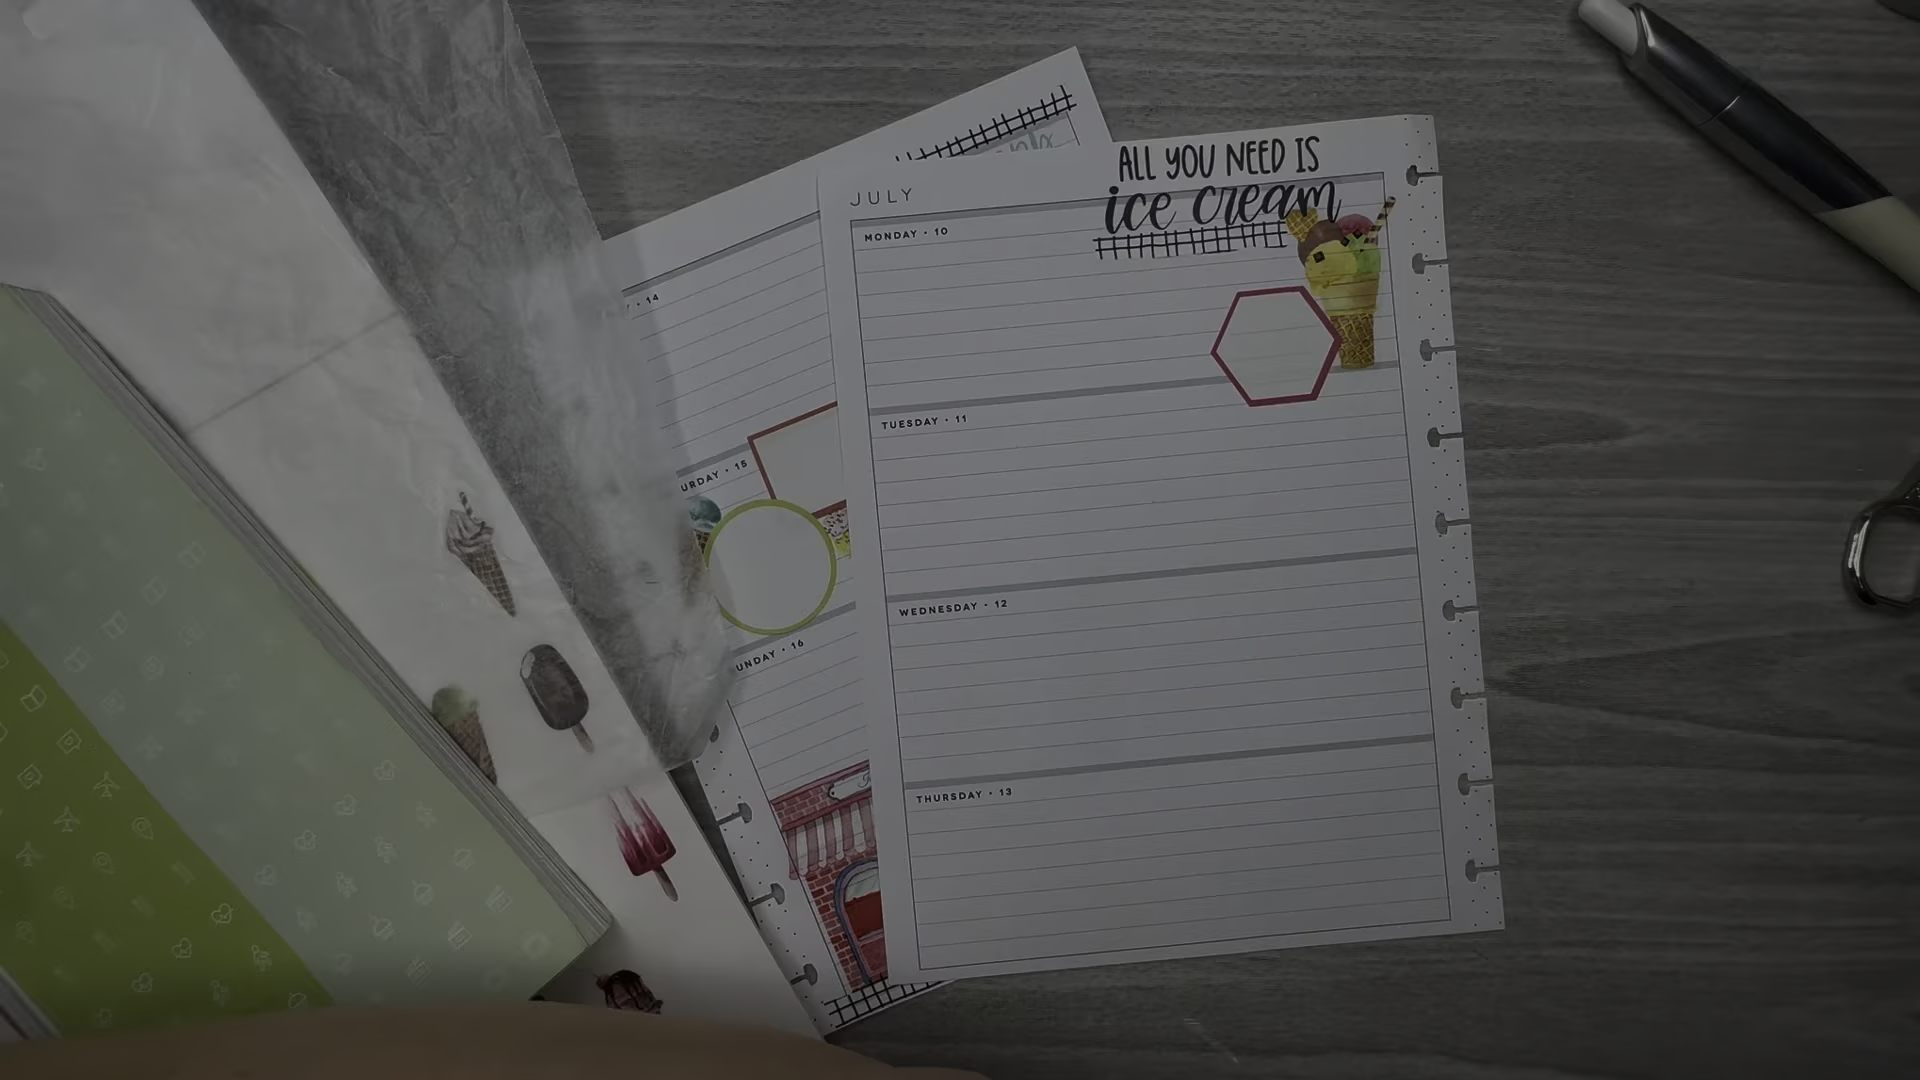 ALL YOU NEED IS
ice cream
JULY
MONDAY • 10
TUESDAY • 11
WEDNESDAY • 12
THURSDAY • 13
• 14
URDAY • 15
UNDAY • 16